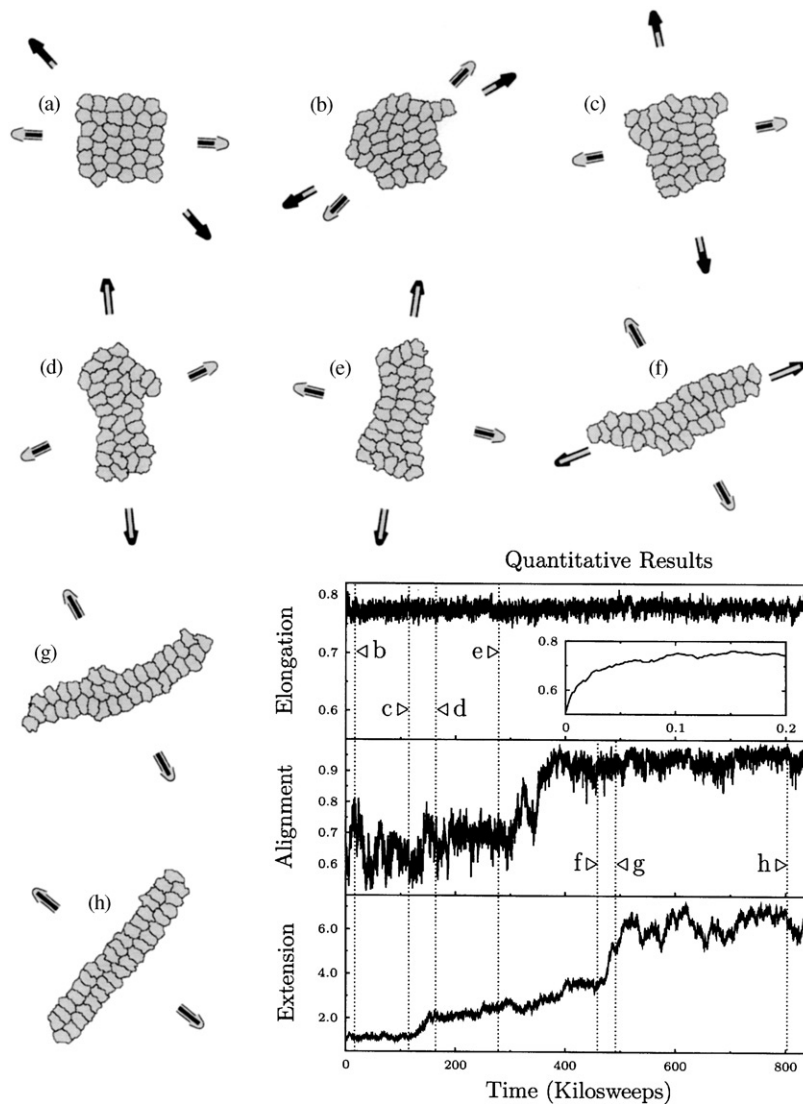 (a)
(b)
(c)
(d)
(e)
(f)
(g)
(h)
Quantitative Results
Elongation
0.8
0.7
0.6
b
e
c
d
0.8
0.6
0
0.1
0.2
Alignment
0.9
0.8
0.7
0.6
f
g
h
Extension
6.0
4.0
2.0
0
200
400
600
800
Time (Kilosweeps)